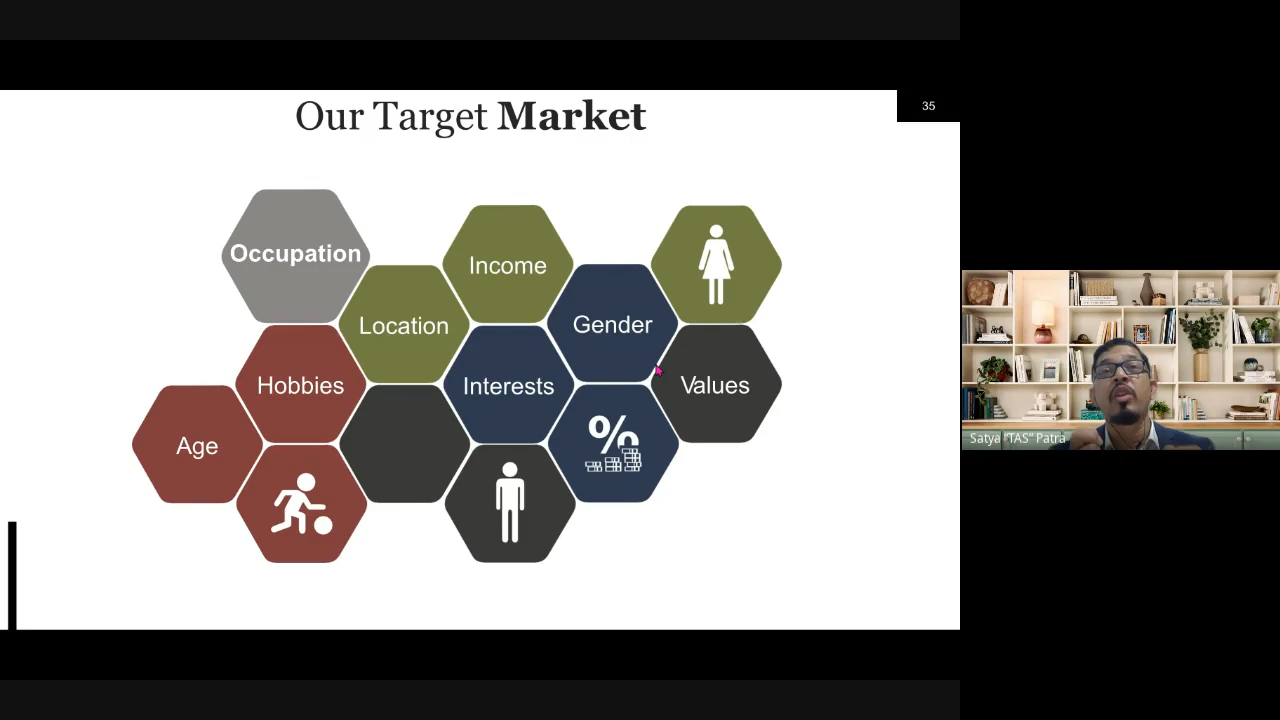 Our Target Market
35
Occupation
Income
Location
Gender
Hobbies
Interests
Values
Age
%
Satya "TAS" Patra